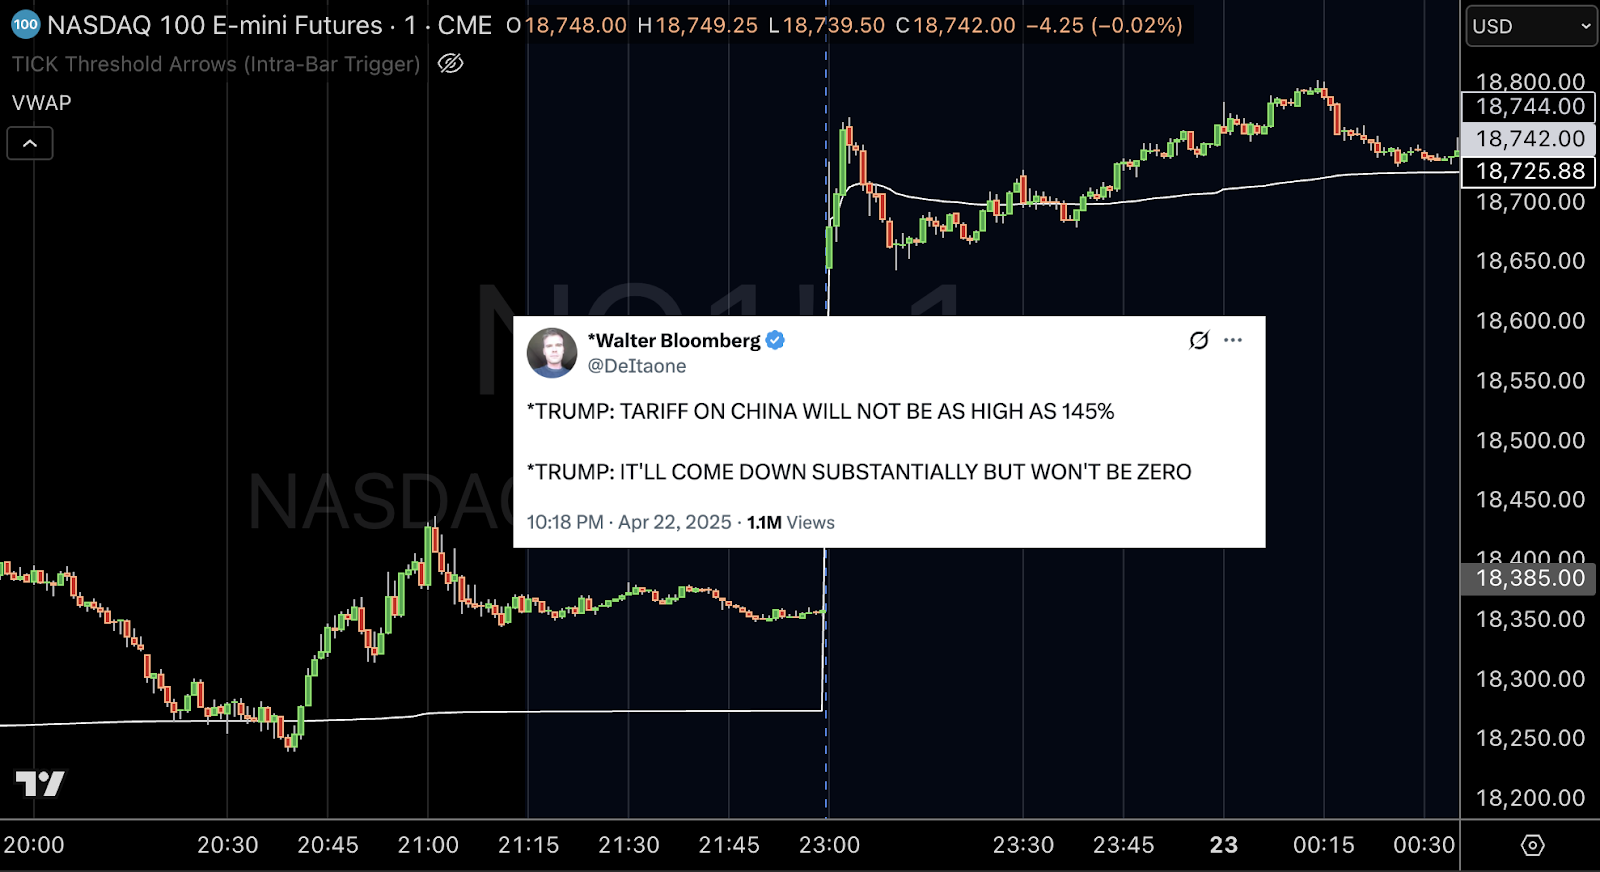 100 NASDAQ 100 E-mini Futures · 1 · CME O18,748.00 H18,749.25 L18,739.50 C18,742.00 −4.25 (−0.02%)
TICK Threshold Arrows (Intra-Bar Trigger)
VWAP
USD
18,800.00
18,744.00
18,742.00
18,725.88
18,700.00
18,650.00
18,600.00
18,550.00
18,500.00
18,450.00
18,400.00
18,385.00
18,350.00
18,300.00
18,250.00
18,200.00
*Walter Bloomberg
@DeItaone
*TRUMP: TARIFF ON CHINA WILL NOT BE AS HIGH AS 145%
*TRUMP: IT'LL COME DOWN SUBSTANTIALLY BUT WON'T BE ZERO
10:18 PM · Apr 22, 2025 · 1.1M Views
20:00 20:30 20:45 21:00 21:15 21:30 21:45 23:00 23:30 23:45 23 00:15 00:30